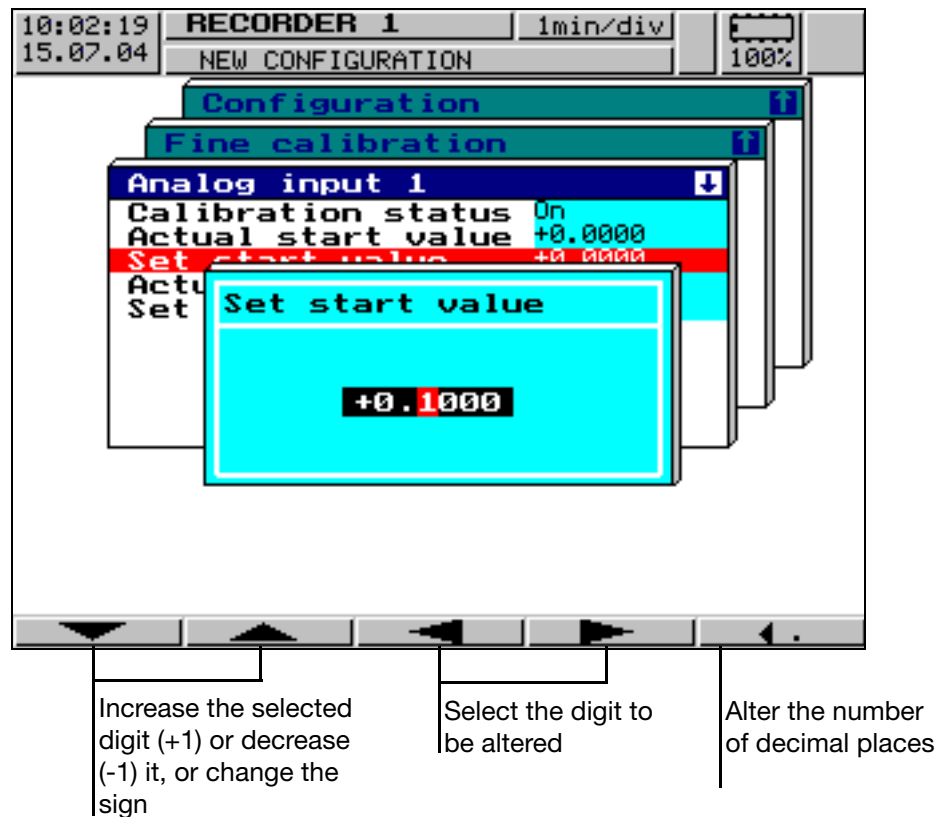 10:02:19
RECORDER 1
1min/div
15.07.04
NEW CONFIGURATION
100%
Configuration
Fine calibration
Analog input 1
Calibration status On
Actual start value +0.0000
Set start value +0.0000
Actu
Set
Set start value
+0.1000
Increase the selected
digit (+1) or decrease
(-1) it, or change the
sign
Select the digit to
be altered
Alter the number
of decimal places